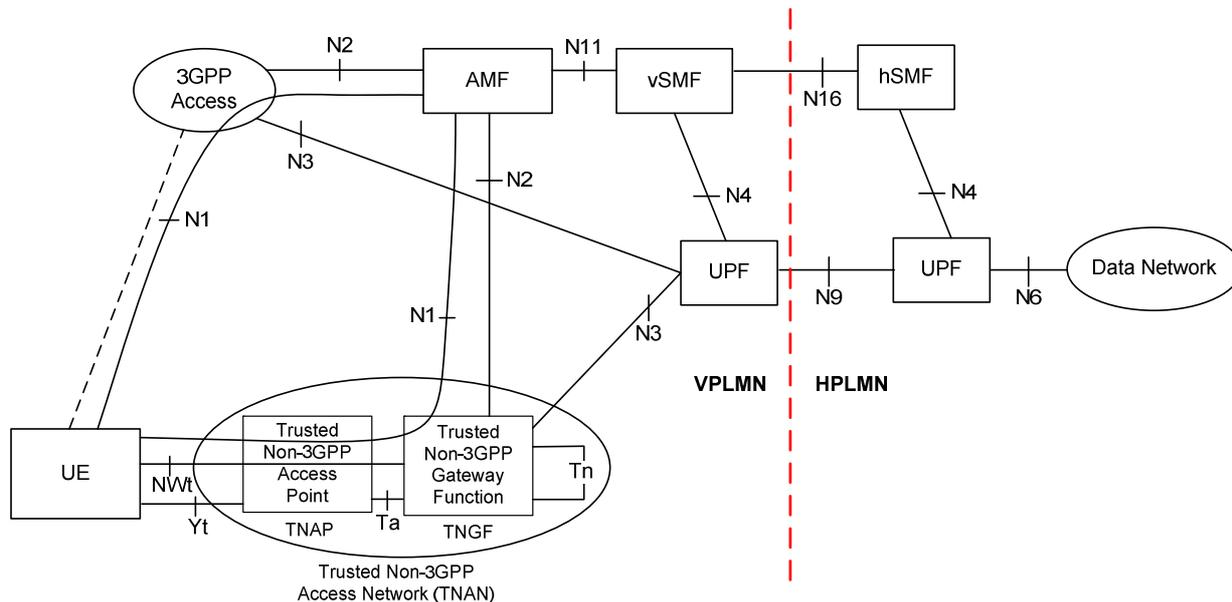 N2
N11
3GPP
Access
AMF
vSMF
hSMF
N16
N3
N2
N1
N4
N4
UPF
UPF
Data Network
N9
N6
N1
N3
VPLMN
HPLMN
UE
Trusted
Non-3GPP
Access
Point
Trusted
Non-3GPP
Gateway
Function
Tn
NWt
Yt
Ta
TNAP
TNGF
Trusted Non-3GPP
Access Network (TNAN)